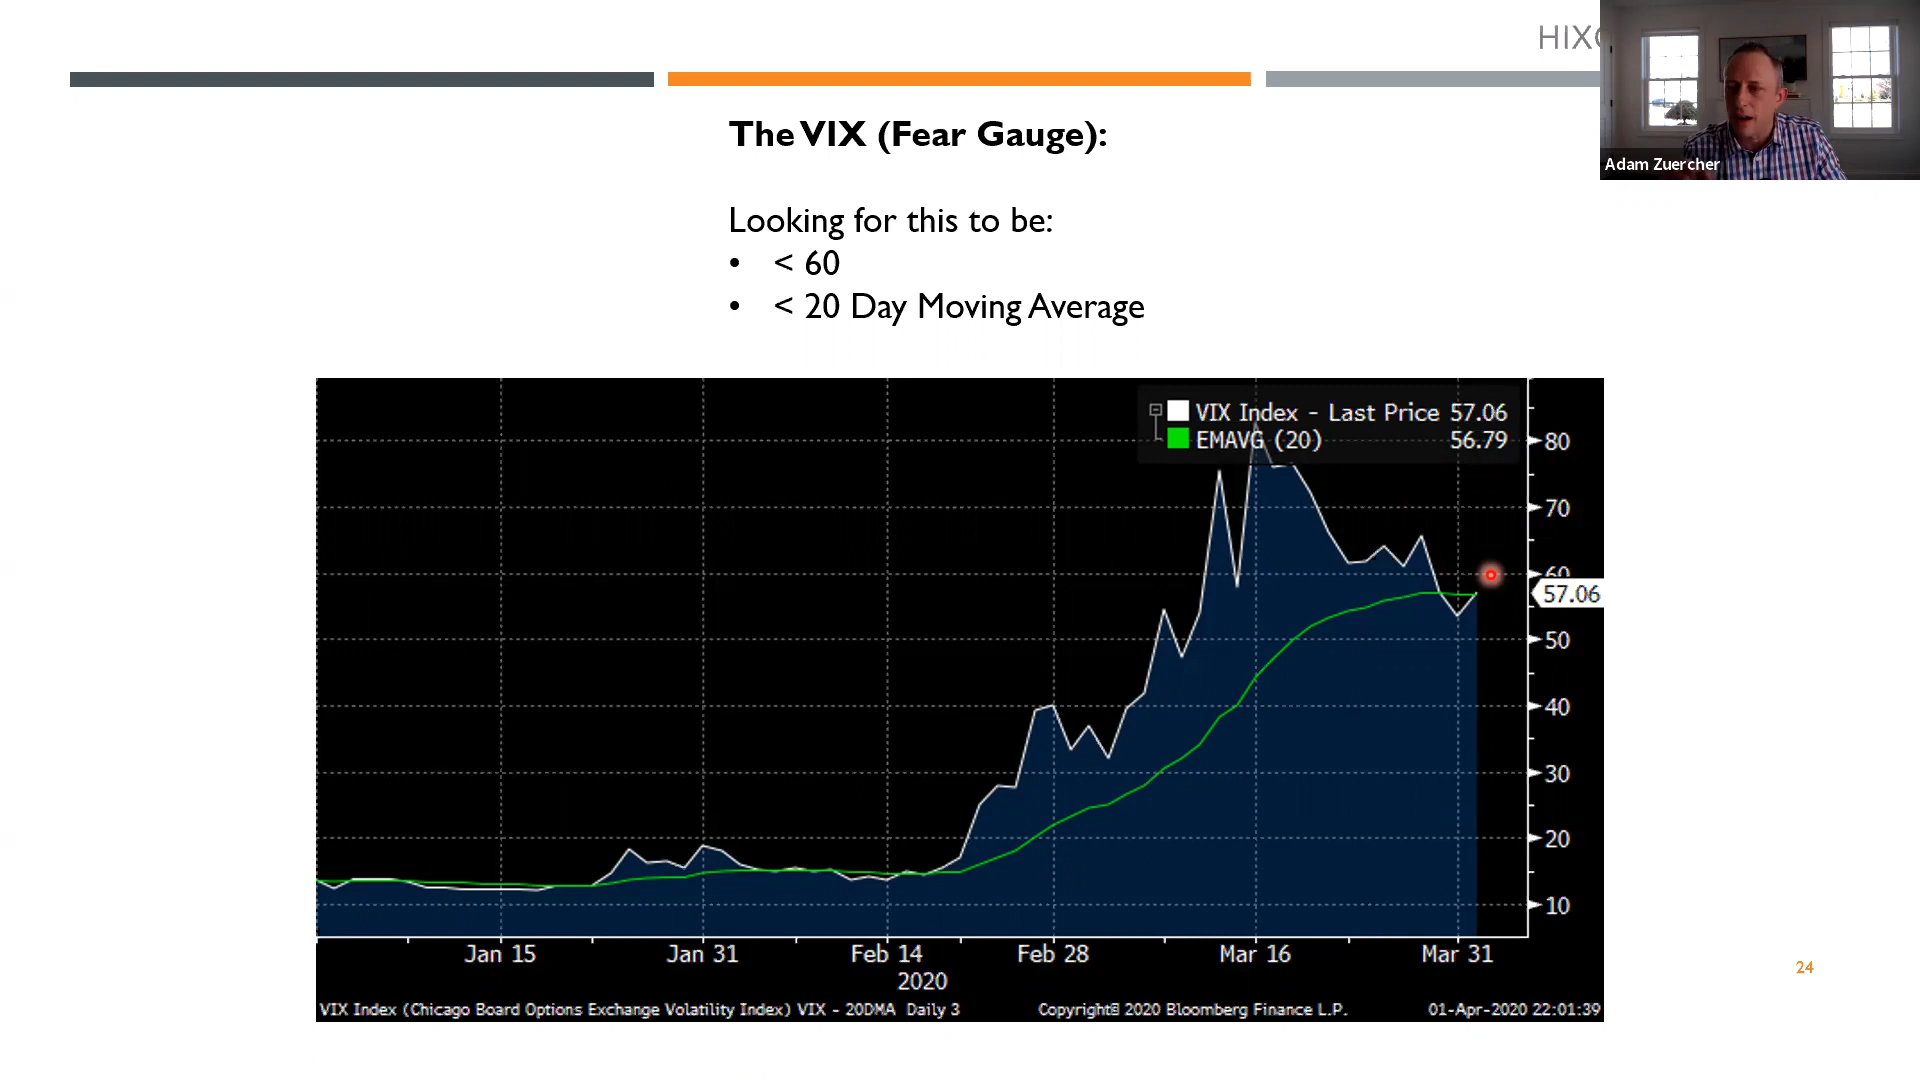 HIX
Adam Zuercher
The VIX (Fear Gauge):
Looking for this to be:
• < 60
• < 20 Day Moving Average
VIX Index - Last Price 57.06
EMAVG (20) 56.79
80
70
60
57.06
50
40
30
20
10
Jan 15 Jan 31 Feb 14 Feb 28 Mar 16 Mar 31
2020
VIX Index (Chicago Board Options Exchange Volatility Index) VIX - 20DMA Daily 3 Copyright© 2020 Bloomberg Finance L.P. 01-Apr-2020 22:01:39
24